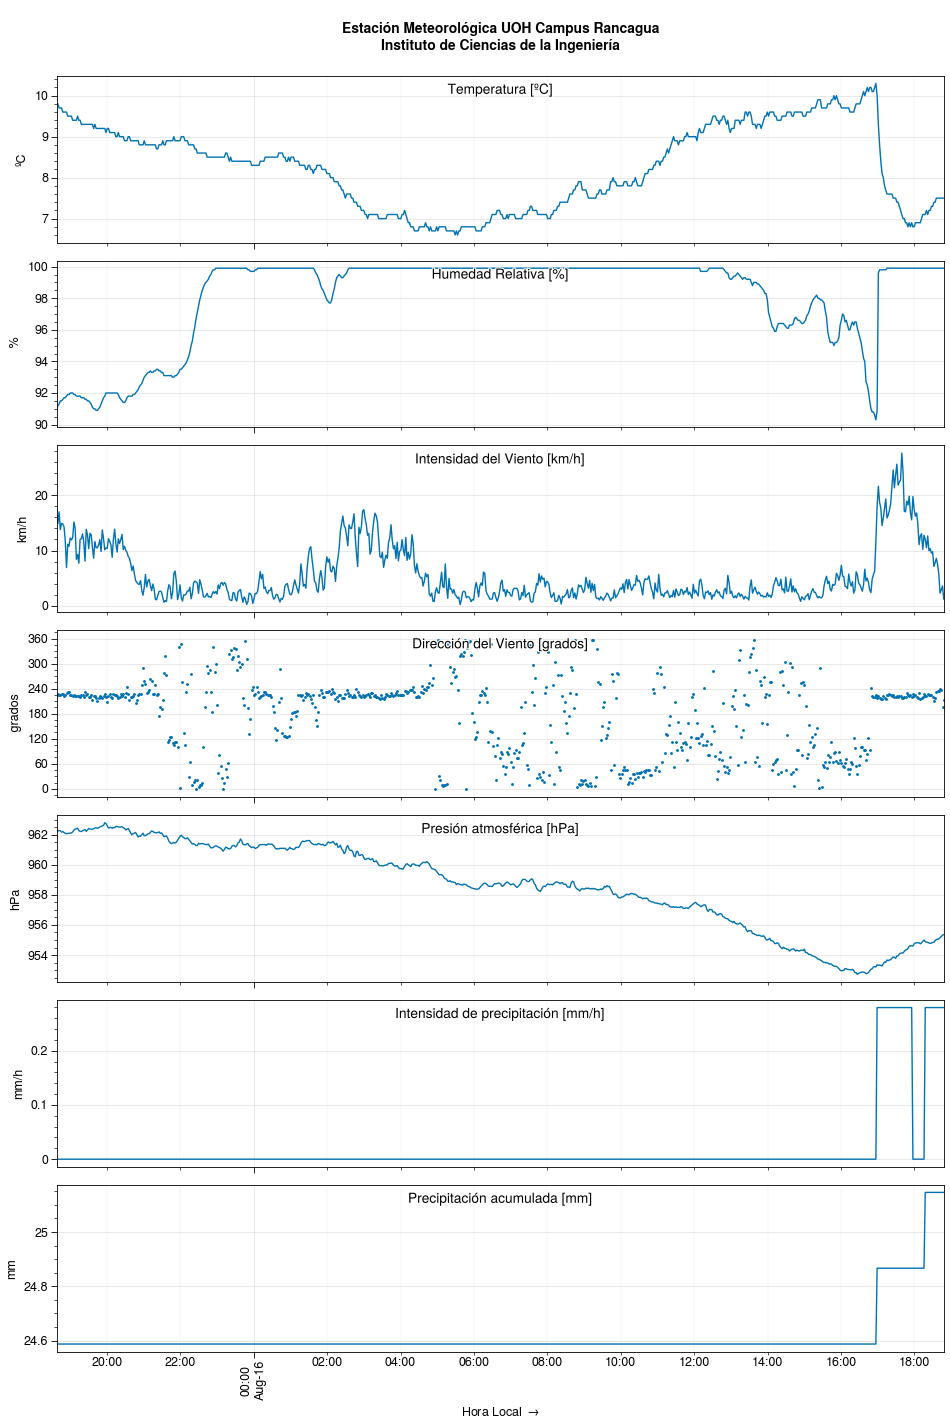 Estación Meteorológica UOH Campus Rancagua
Instituto de Ciencias de la Ingeniería
Temperatura [ºC]
10
9
8
7
ºC
Humedad Relativa [%]
100
98
96
94
92
90
%
Intensidad del Viento [km/h]
20
10
0
km/h
Dirección del Viento [grados]
360
300
240
180
120
60
0
grados
Presión atmosférica [hPa]
962
960
958
956
954
hPa
Intensidad de precipitación [mm/h]
0.2
0.1
0
mm/h
Precipitación acumulada [mm]
25
24.8
24.6
mm
20:00
22:00
00:00
Aug-16
02:00
04:00
06:00
08:00
10:00
12:00
14:00
16:00
18:00
Hora Local →